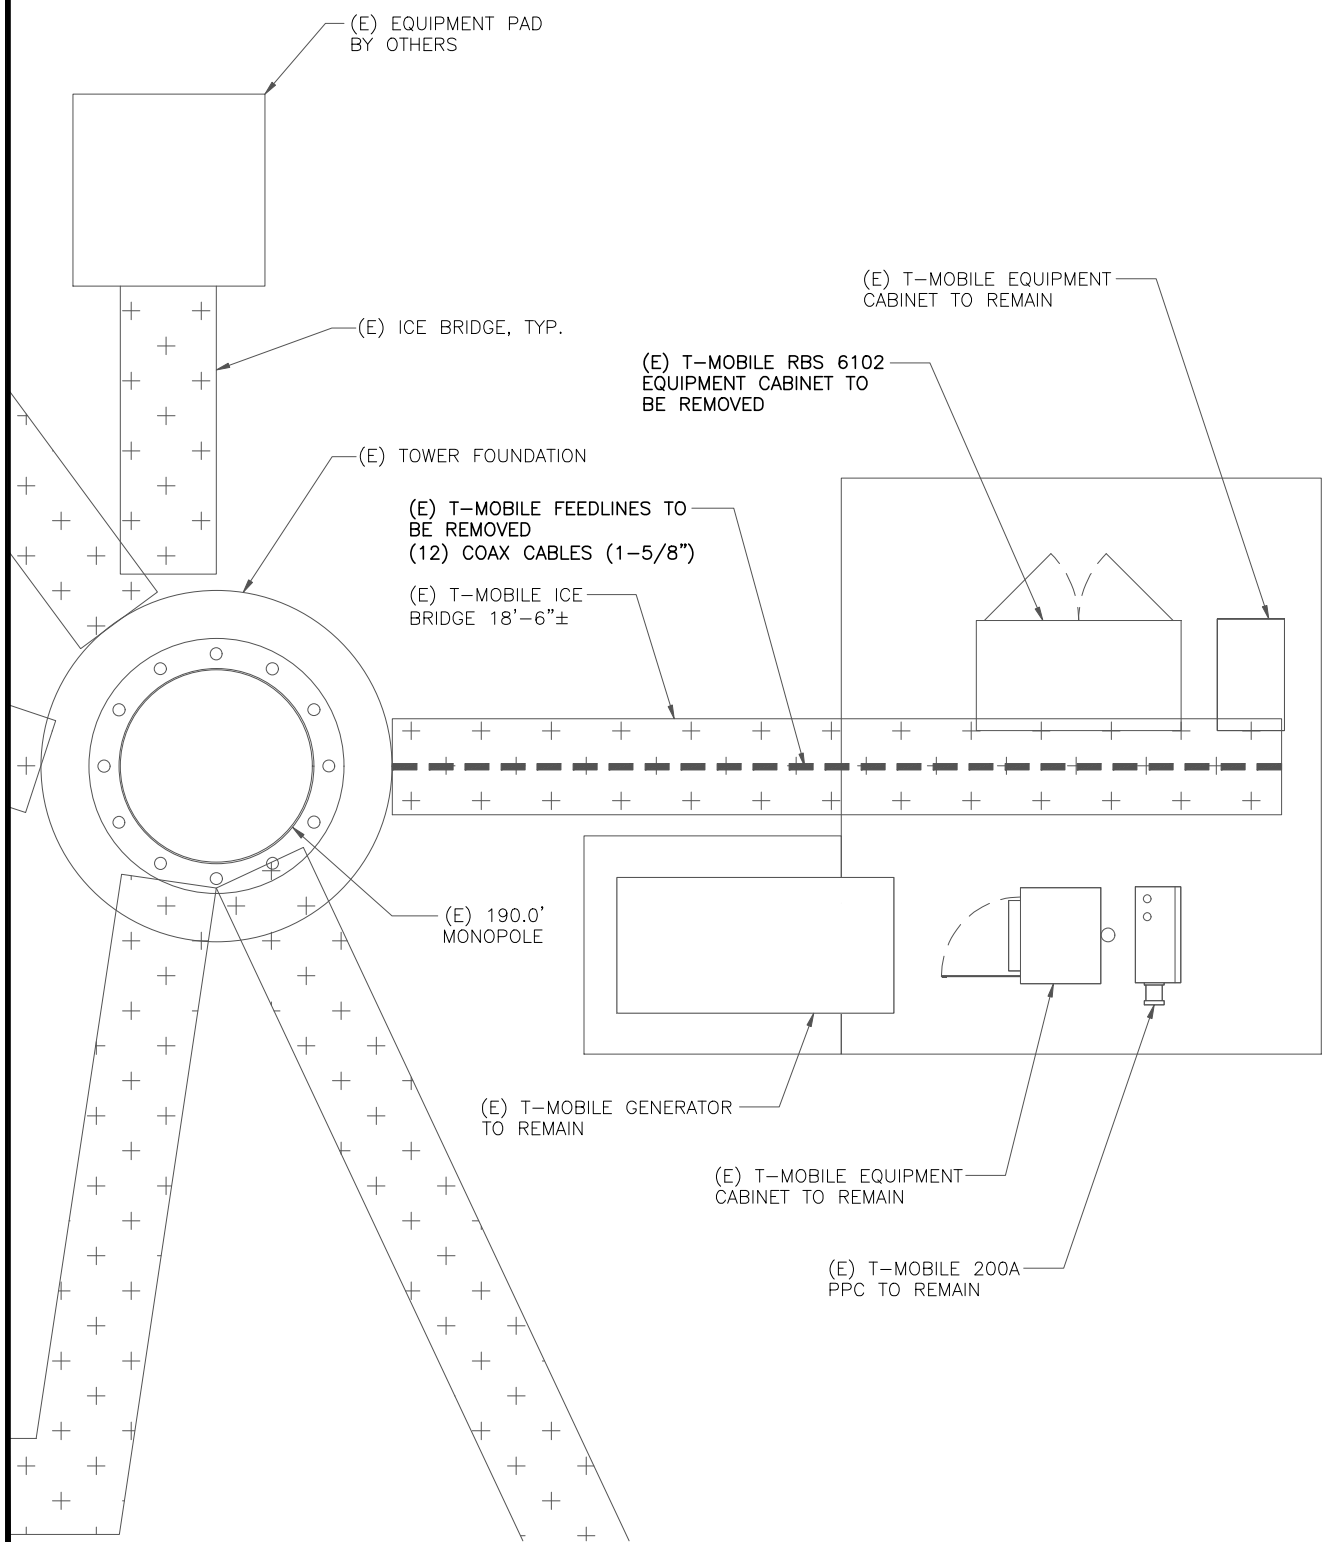 (E) EQUIPMENT PAD
BY OTHERS
(E) T-MOBILE EQUIPMENT
CABINET TO REMAIN
(E) ICE BRIDGE, TYP.
(E) T-MOBILE RBS 6102
EQUIPMENT CABINET TO
BE REMOVED
(E) TOWER FOUNDATION
(E) T-MOBILE FEEDLINES TO
BE REMOVED
(12) COAX CABLES (1-5/8")
(E) T-MOBILE ICE
BRIDGE 18'-6"±
(E) 190.0'
MONOPOLE
(E) T-MOBILE GENERATOR
TO REMAIN
(E) T-MOBILE EQUIPMENT
CABINET TO REMAIN
(E) T-MOBILE 200A
PPC TO REMAIN